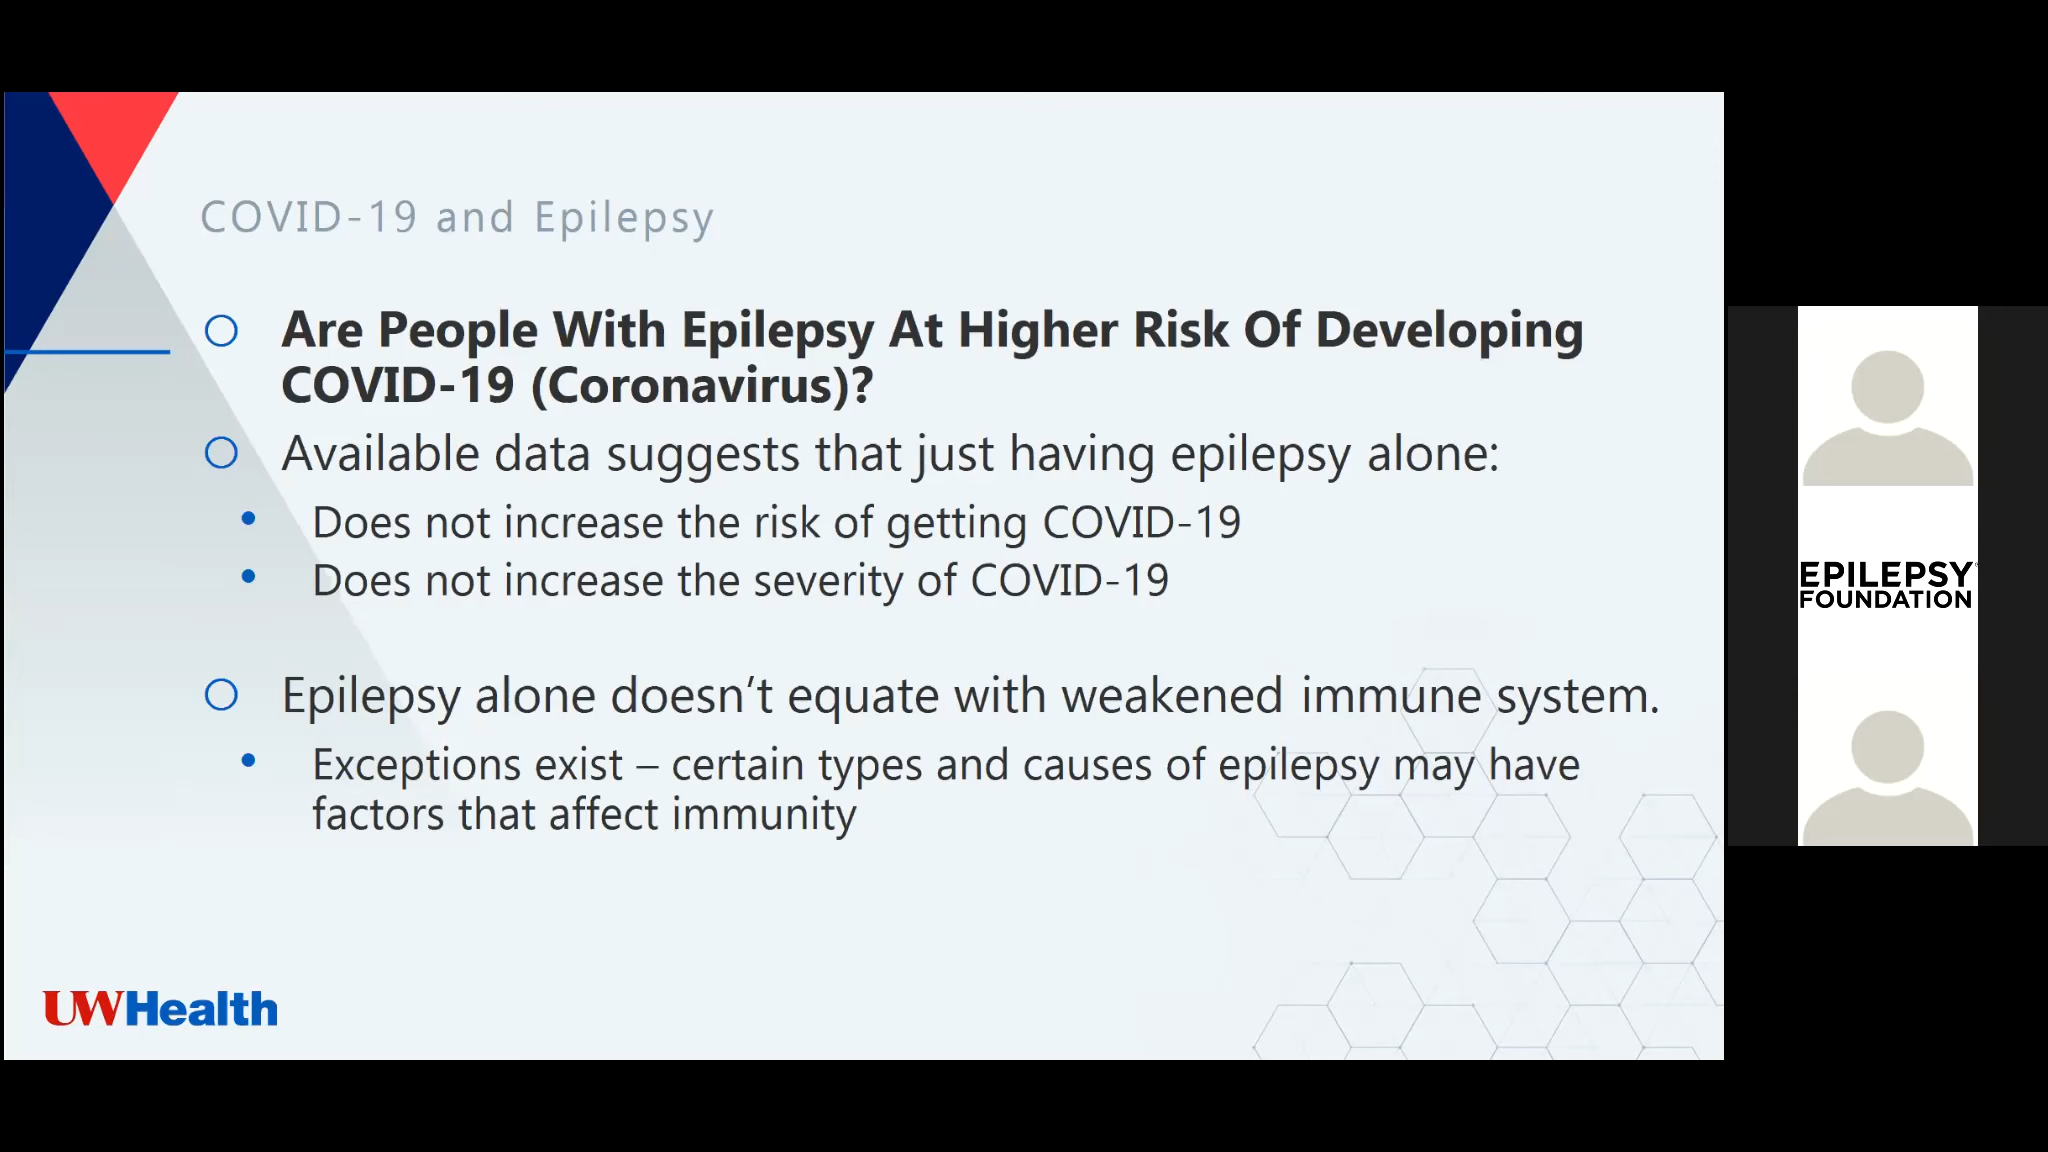 COVID-19 and Epilepsy
Are People With Epilepsy At Higher Risk Of Developing
COVID-19 (Coronavirus)?
Available data suggests that just having epilepsy alone:
Does not increase the risk of getting COVID-19
Does not increase the severity of COVID-19
Epilepsy alone doesn’t equate with weakened immune system.
Exceptions exist – certain types and causes of epilepsy may have
factors that affect immunity
UWHealth
EPILEPSY
FOUNDATION